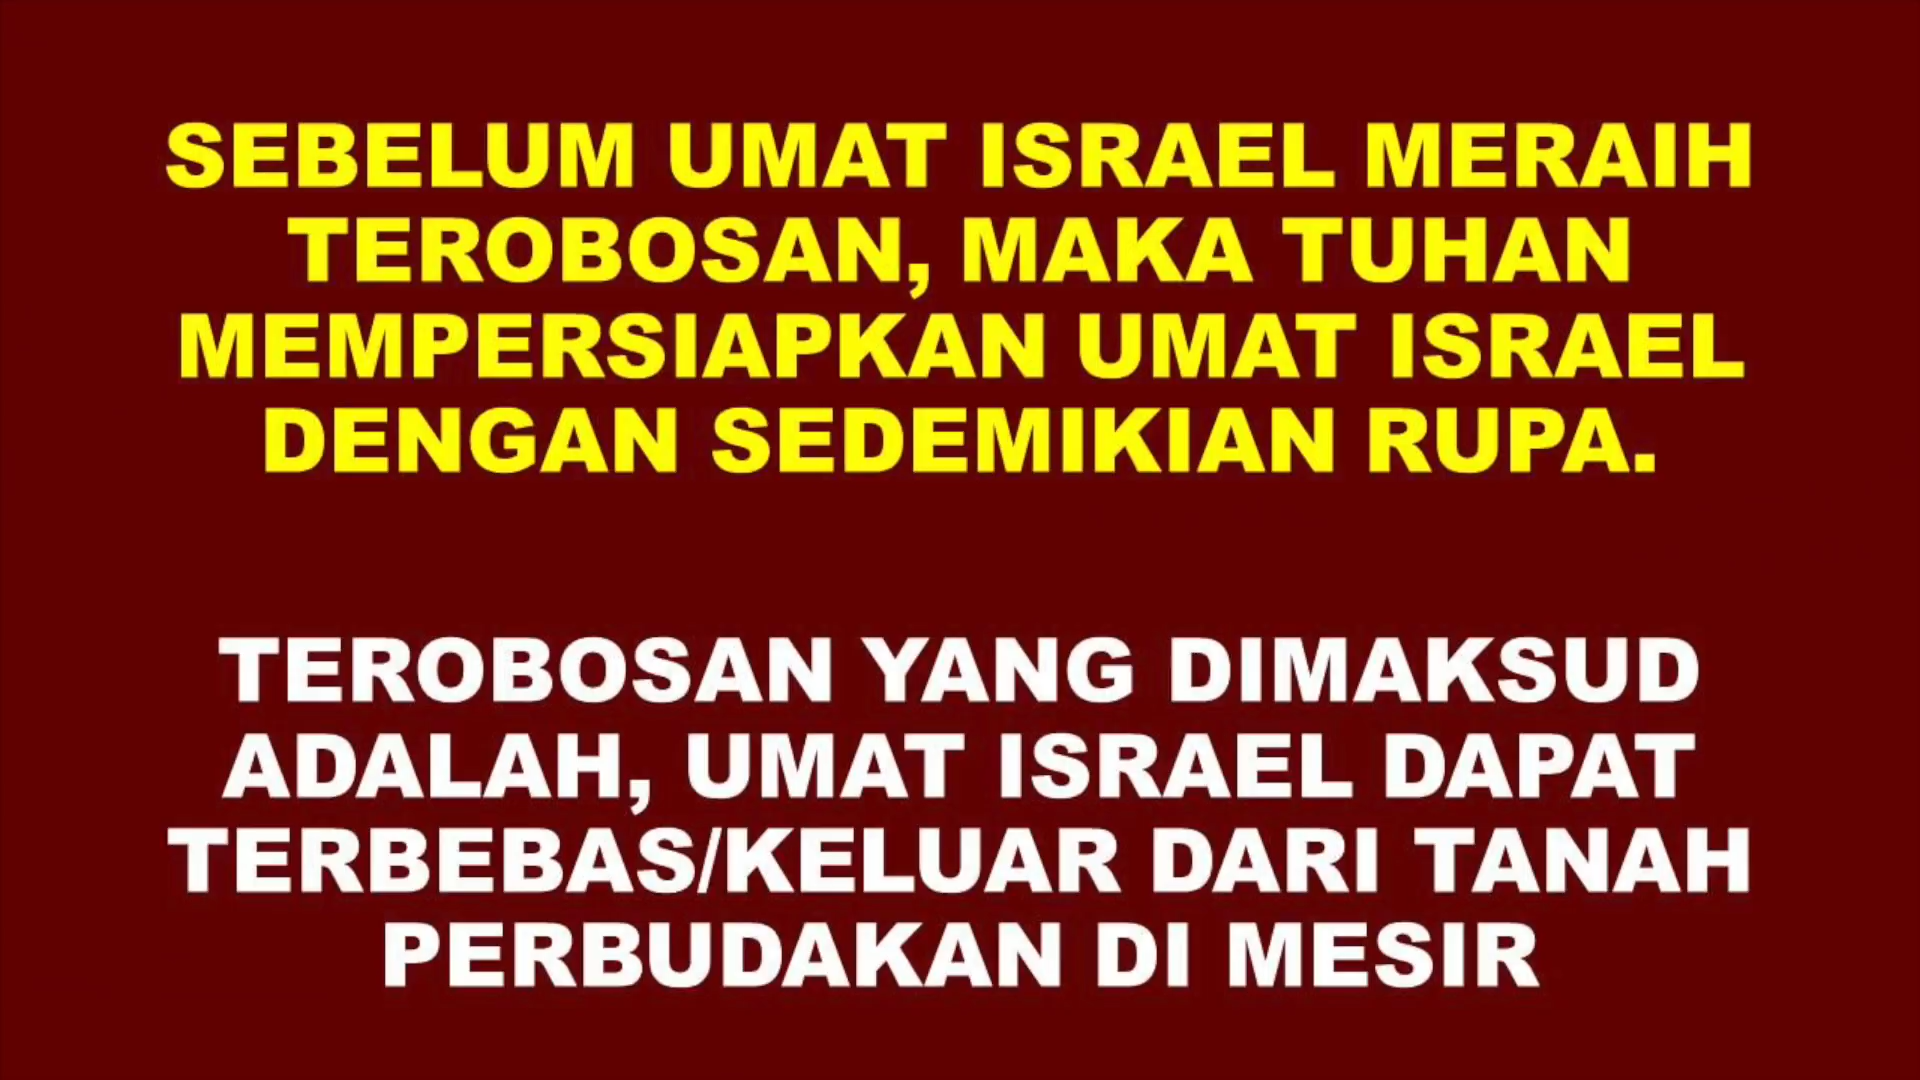 SEBELUM UMAT ISRAEL MERAIH
TEROBOSAN, MAKA TUHAN
MEMPERSIAPKAN UMAT ISRAEL
DENGAN SEDEMIKIAN RUPA.
TEROBOSAN YANG DIMAKSUD
ADALAH, UMAT ISRAEL DAPAT
TERBEBAS/KELUAR DARI TANAH
PERBUDAKAN DI MESIR